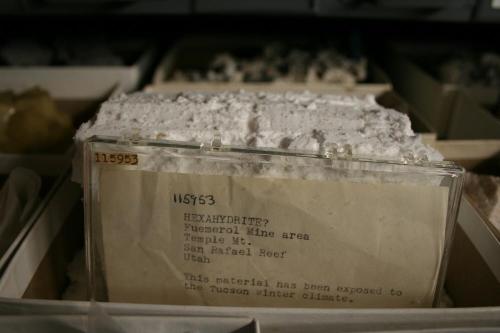 115953
115953
HEXAHYDRITE?
Fuemerol Mine area
Temple Mt.
San Rafael Reef
Utah
This material has been exposed to
the Tucson winter climate.